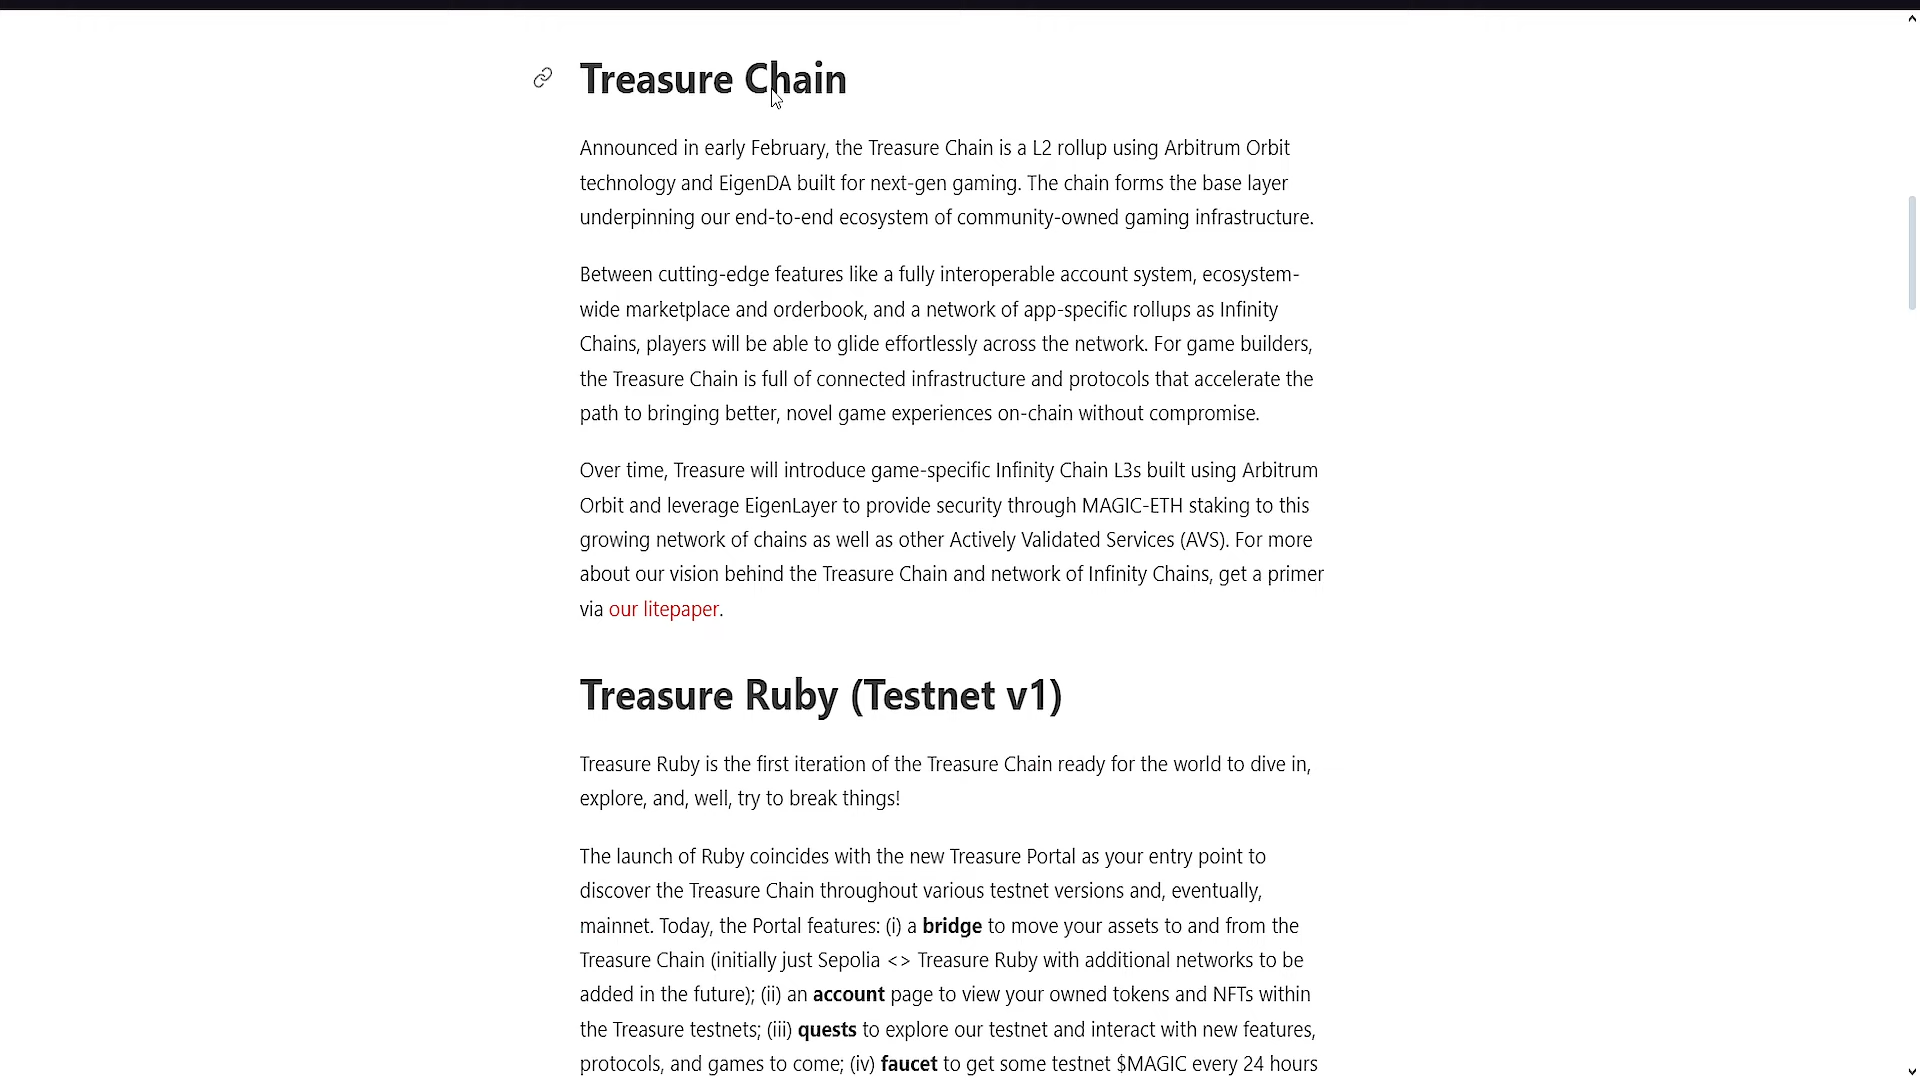 Treasure Chain
Announced in early February, the Treasure Chain is a L2 rollup using Arbitrum Orbit
technology and EigenDA built for next-gen gaming. The chain forms the base layer
underpinning our end-to-end ecosystem of community-owned gaming infrastructure.
Between cutting-edge features like a fully interoperable account system, ecosystem-
wide marketplace and orderbook, and a network of app-specific rollups as Infinity
Chains, players will be able to glide effortlessly across the network. For game builders,
the Treasure Chain is full of connected infrastructure and protocols that accelerate the
path to bringing better, novel game experiences on-chain without compromise.
Over time, Treasure will introduce game-specific Infinity Chain L3s built using Arbitrum
Orbit and leverage EigenLayer to provide security through MAGIC-ETH staking to this
growing network of chains as well as other Actively Validated Services (AVS). For more
about our vision behind the Treasure Chain and network of Infinity Chains, get a primer
via our litepaper.
Treasure Ruby (Testnet v1)
Treasure Ruby is the first iteration of the Treasure Chain ready for the world to dive in,
explore, and, well, try to break things!
The launch of Ruby coincides with the new Treasure Portal as your entry point to
discover the Treasure Chain throughout various testnet versions and, eventually,
mainnet. Today, the Portal features: (i) a bridge to move your assets to and from the
Treasure Chain (initially just Sepolia <> Treasure Ruby with additional networks to be
added in the future); (ii) an account page to view your owned tokens and NFTs within
the Treasure testnets; (iii) quests to explore our testnet and interact with new features,
protocols, and games to come; (iv) faucet to get some testnet $MAGIC every 24 hours